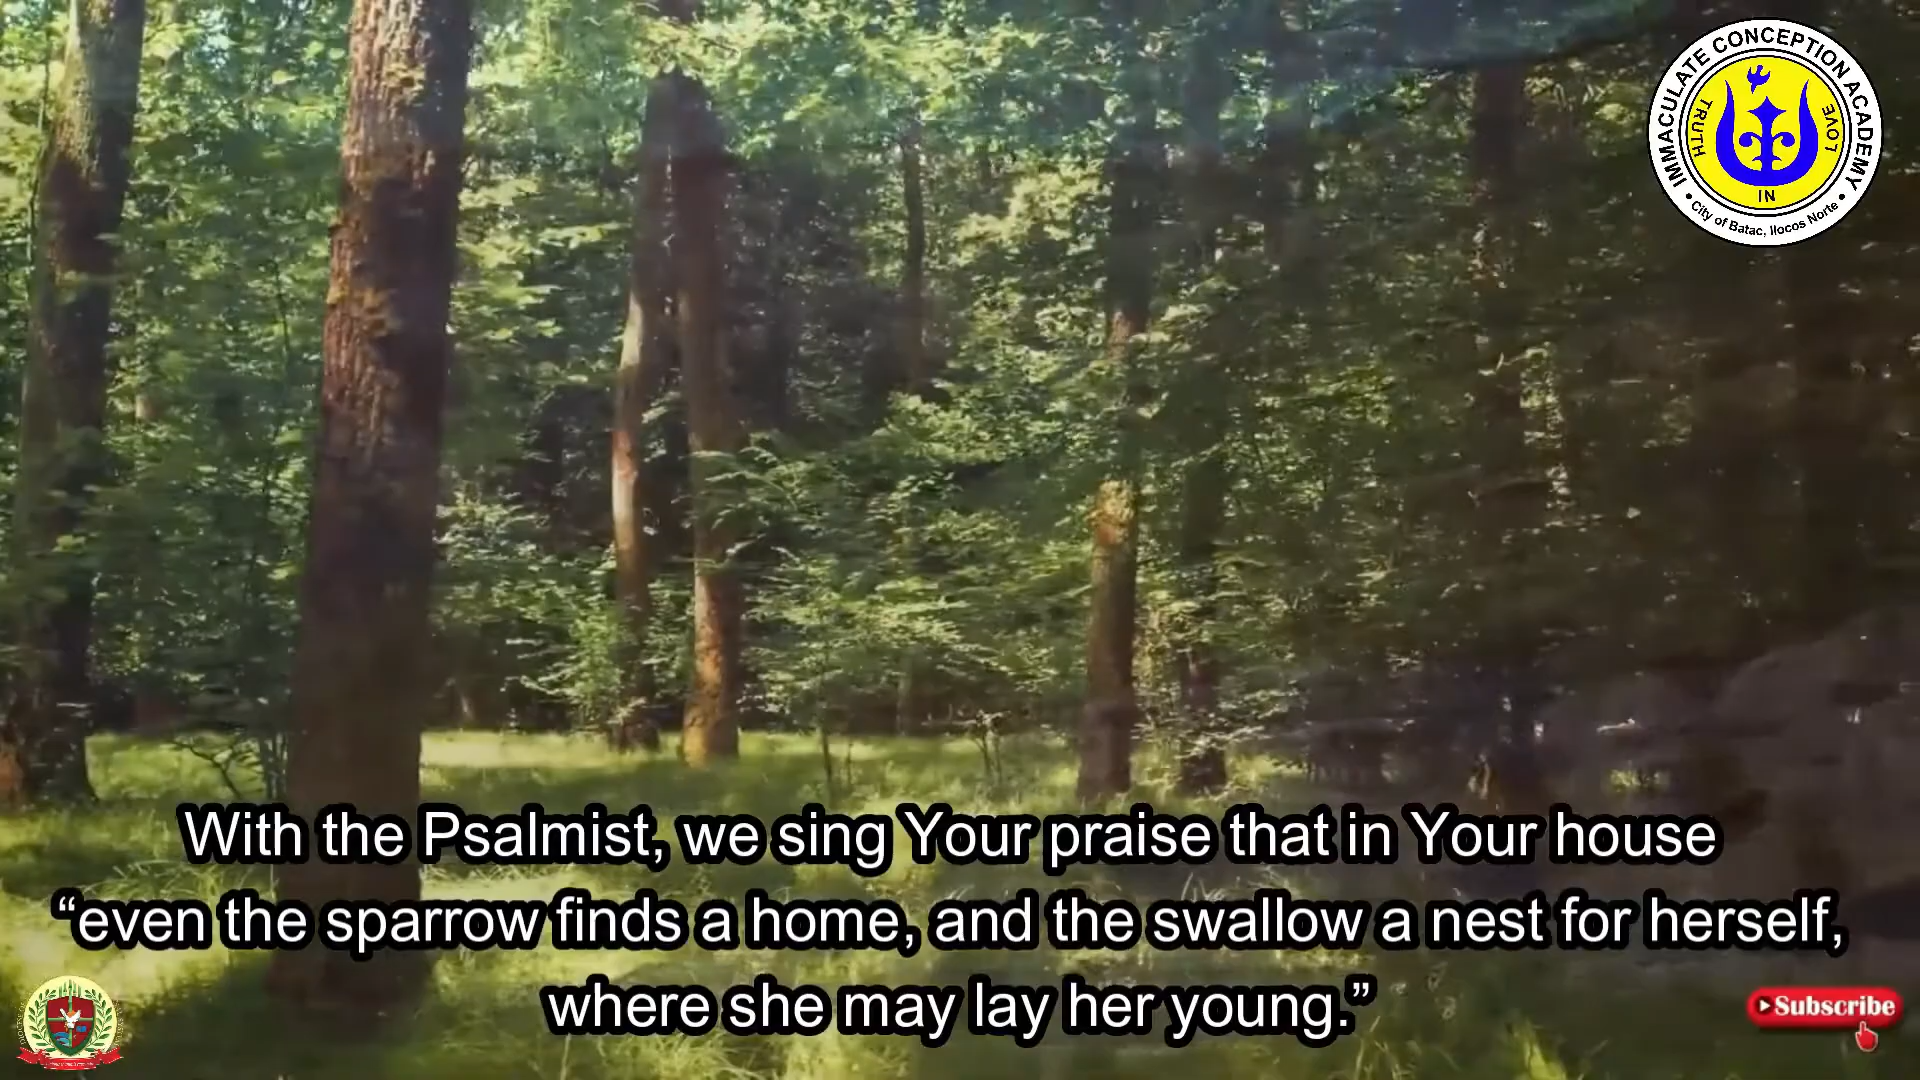 IMMACULATE CONCEPTION ACADEMY
TRUTH
LOVE
IN
City of Batac, Ilocos Norte
With the Psalmist, we sing Your praise that in Your house
“even the sparrow finds a home, and the swallow a nest for herself,
where she may lay her young.”
Subscribe